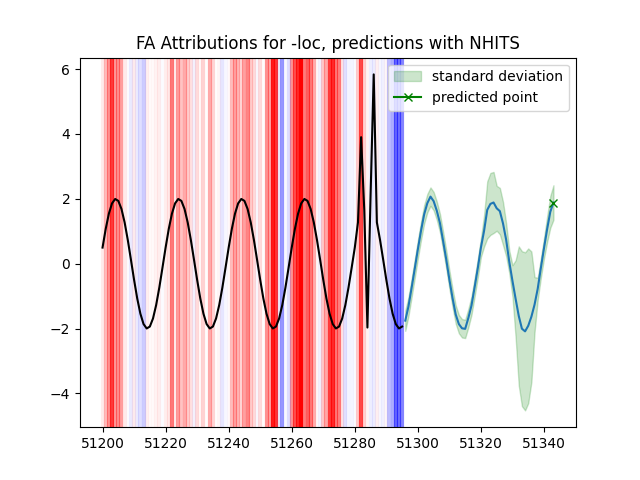 FA Attributions for -loc, predictions with NHITS
standard deviation
predicted point
6
4
2
0
−2
−4
51200 51220 51240 51260 51280 51300 51320 51340